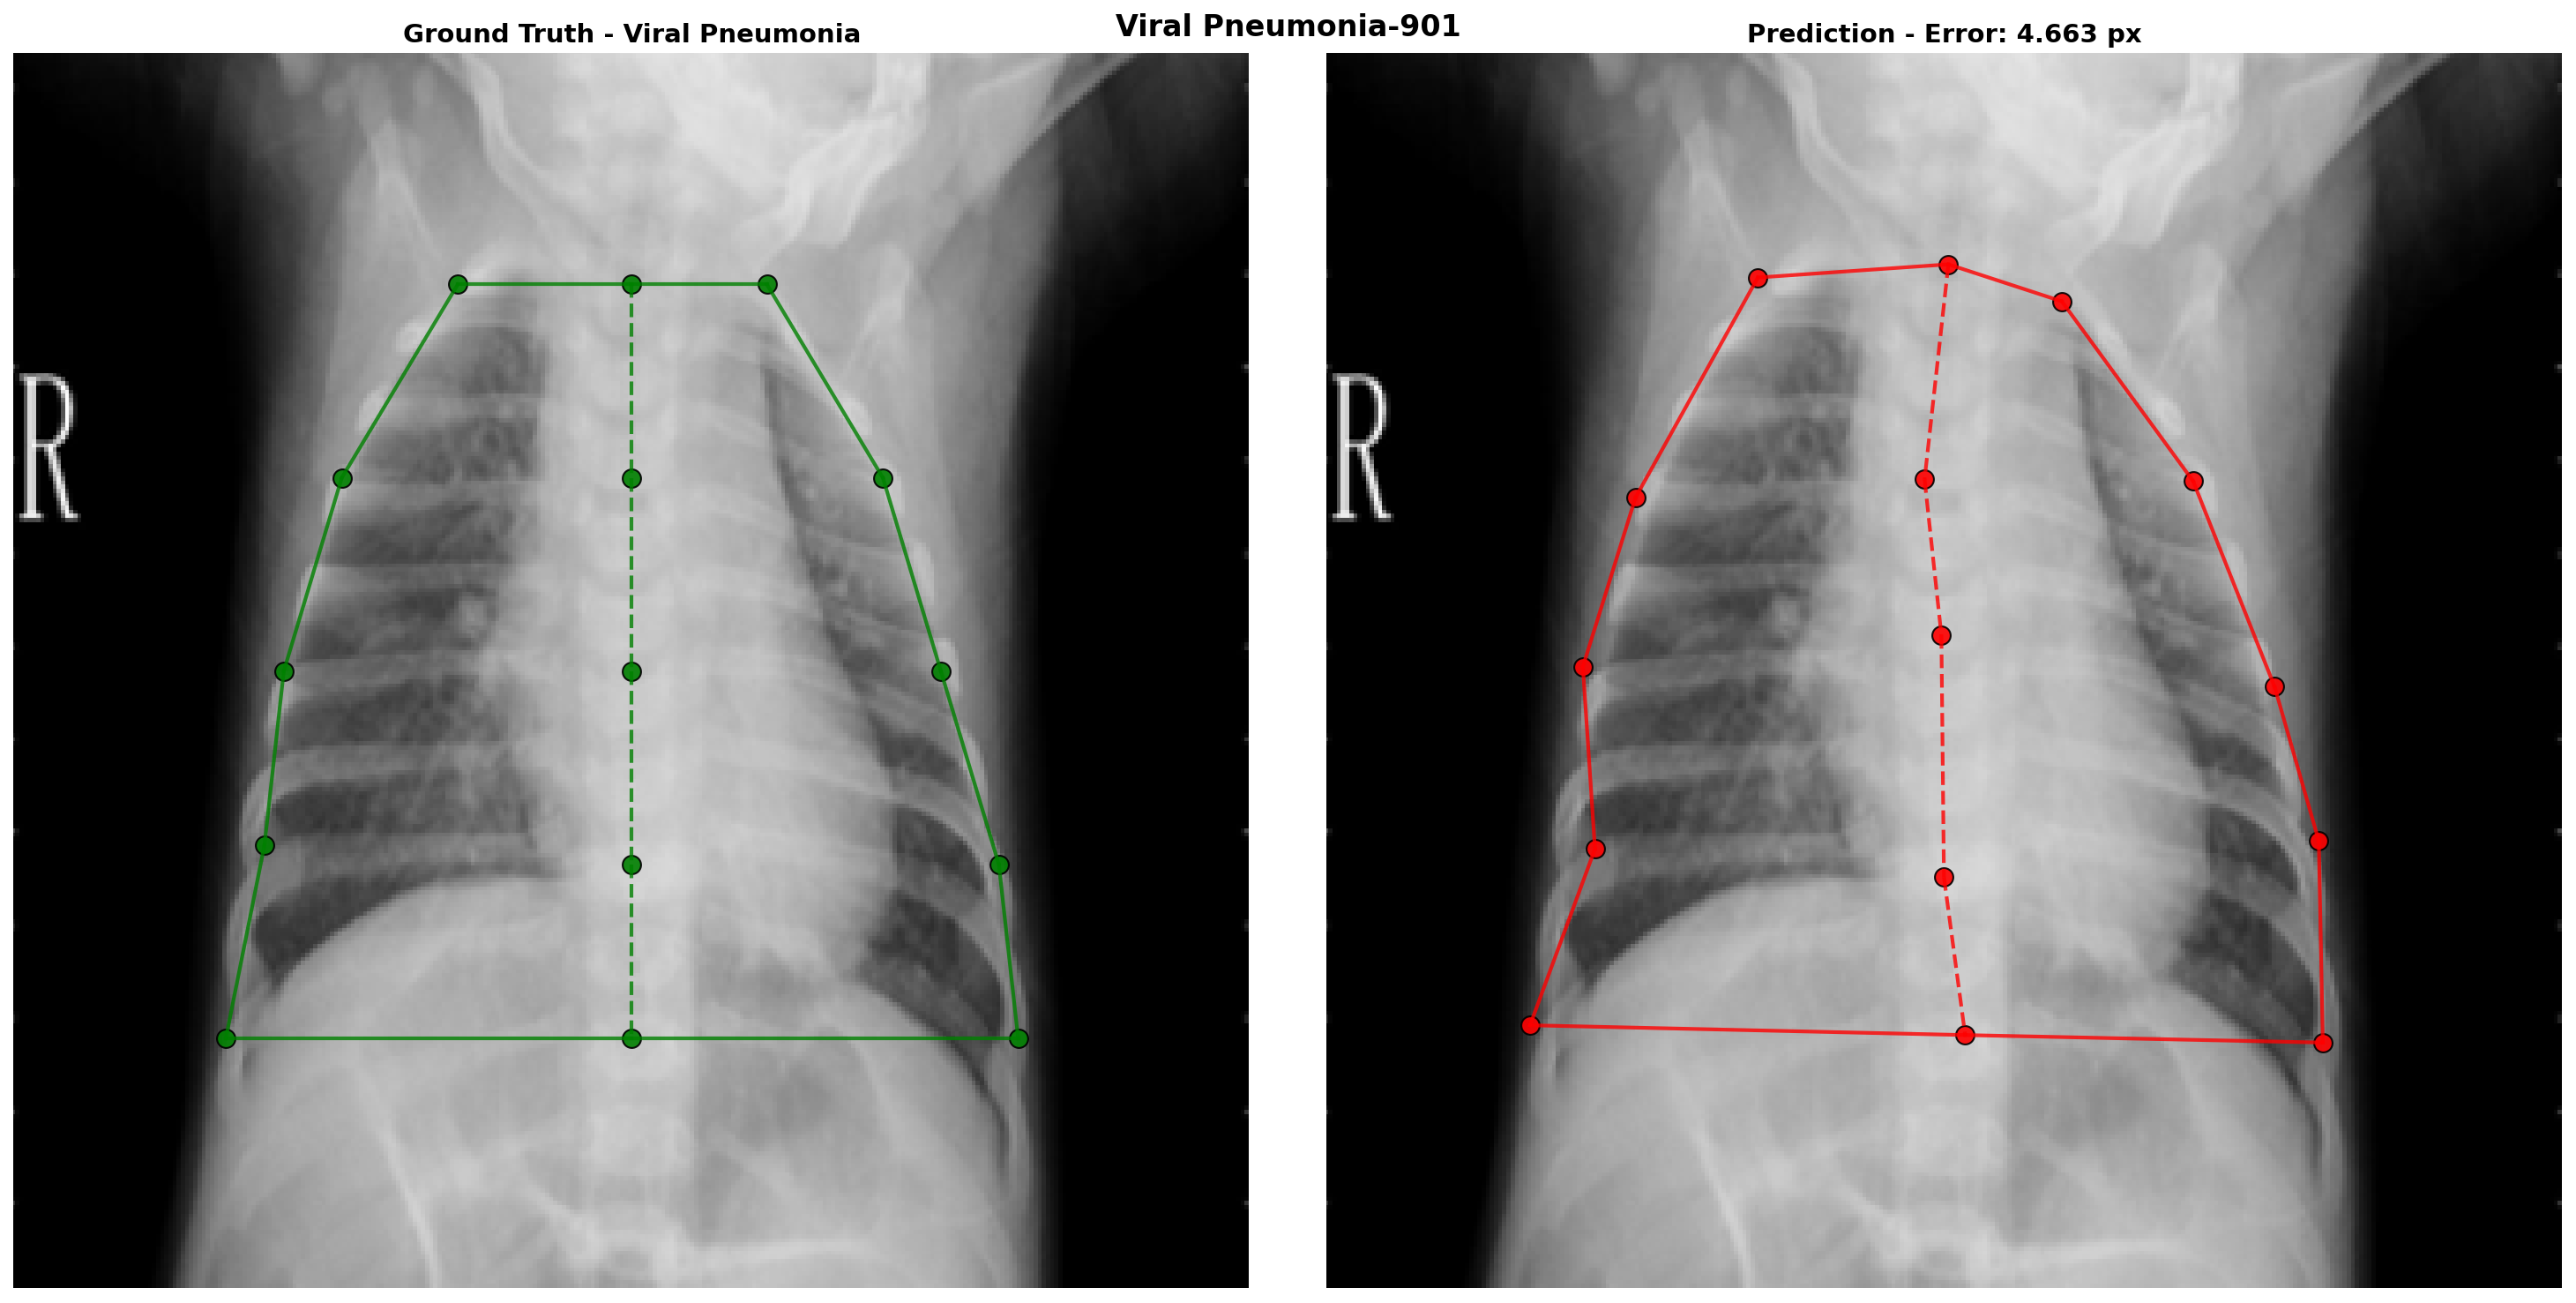 Viral Pneumonia-901
Ground Truth - Viral Pneumonia
Prediction - Error: 4.663 px
R
R